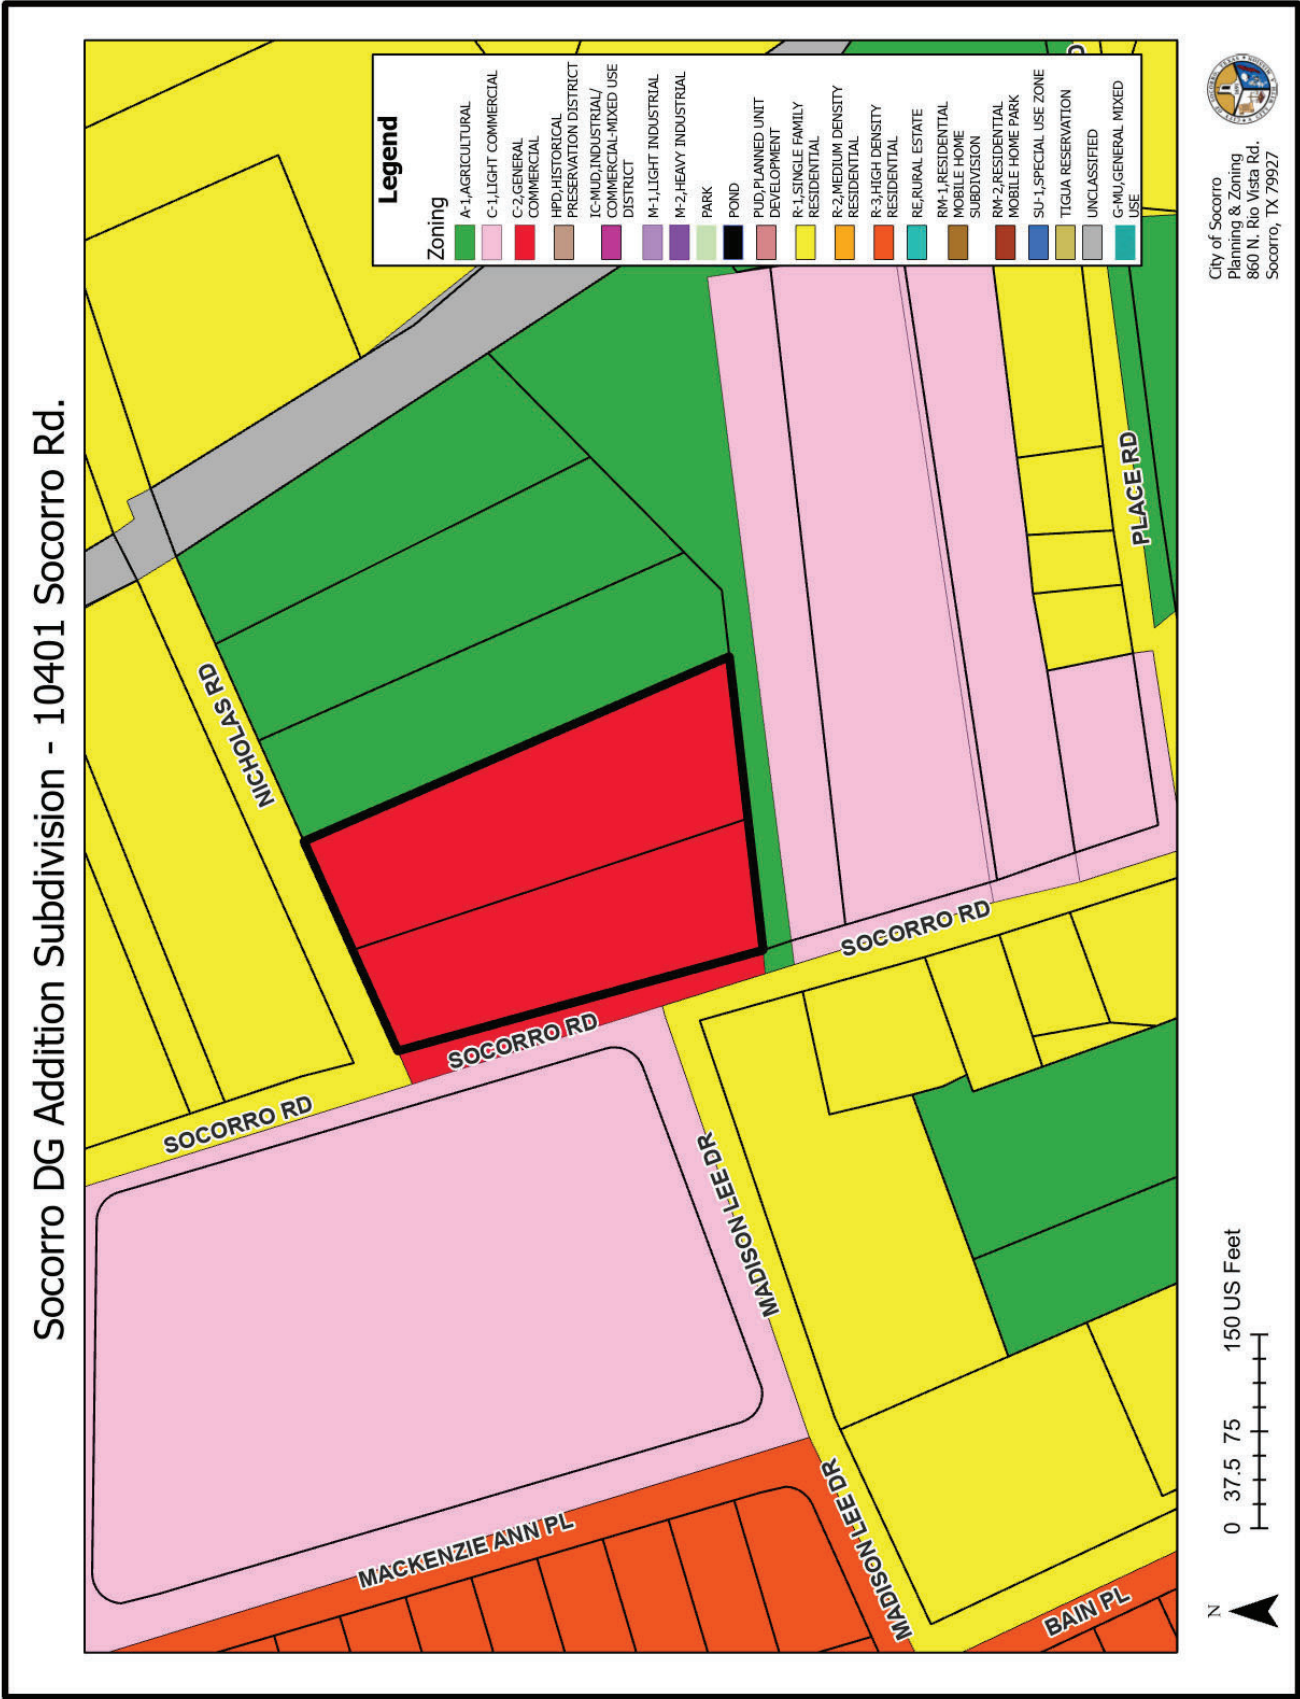 Socorro DG Addition Subdivision - 10401 Socorro Rd.
NICHOLAS RD
SOCORRO RD
SOCORRO RD
SOCORRO RD
MADISON LEE DR
MADISON LEE DR
MACKENZIE ANN PL
BAIN PL
PLACE RD
D
Legend
Zoning
A-1,AGRICULTURAL
C-1,LIGHT COMMERCIAL
C-2,GENERAL
COMMERCIAL
HPD,HISTORICAL
PRESERVATION DISTRICT
IC-MUD,INDUSTRIAL/
COMMERCIAL-MIXED USE
DISTRICT
M-1,LIGHT INDUSTRIAL
M-2,HEAVY INDUSTRIAL
PARK
POND
PUD,PLANNED UNIT
DEVELOPMENT
R-1,SINGLE FAMILY
RESIDENTIAL
R-2,MEDIUM DENSITY
RESIDENTIAL
R-3,HIGH DENSITY
RESIDENTIAL
RE,RURAL ESTATE
RM-1,RESIDENTIAL
MOBILE HOME
SUBDIVISION
RM-2,RESIDENTIAL
MOBILE HOME PARK
SU-1,SPECIAL USE ZONE
TIGUA RESERVATION
UNCLASSIFIED
G-MU,GENERAL MIXED
USE
N
0 37.5 75 150 US Feet
City of Socorro
Planning & Zoning
860 N. Rio Vista Rd.
Socorro, TX 79927